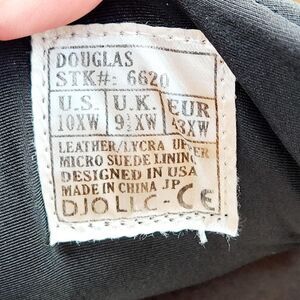 DOUGLAS
STK#: 6620
U.S. U.K. EUR
10XW 9½XW 43XW
LEATHER/LYCRA UPPER
MICRO SUEDE LINING
DESIGNED IN USA
MADE IN CHINA JP
DJO LLC - CE